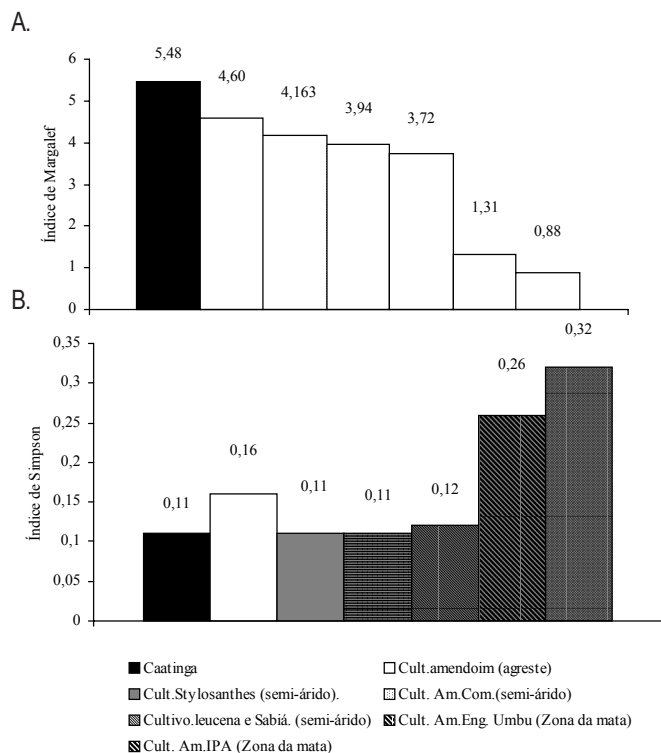 A.
5,48
4,60
4,163
3,94
3,72
1,31
0,88
6
5
4
3
2
1
0
Índice de Margalef
B.
0,35
0,3
0,25
0,2
0,15
0,1
0,05
0
Índice de Simpson
0,11
0,16
0,11
0,11
0,12
0,26
0,32
Caatinga
Cult.amendoim (agreste)
Cult.Stylosanthes (semi-árido).
Cult. Am.Com.(semi-árido)
Cultivo.leucena e Sabiá. (semi-árido)
Cult. Am.Eng. Umbu (Zona da mata)
Cult. Am.IPA (Zona da mata)